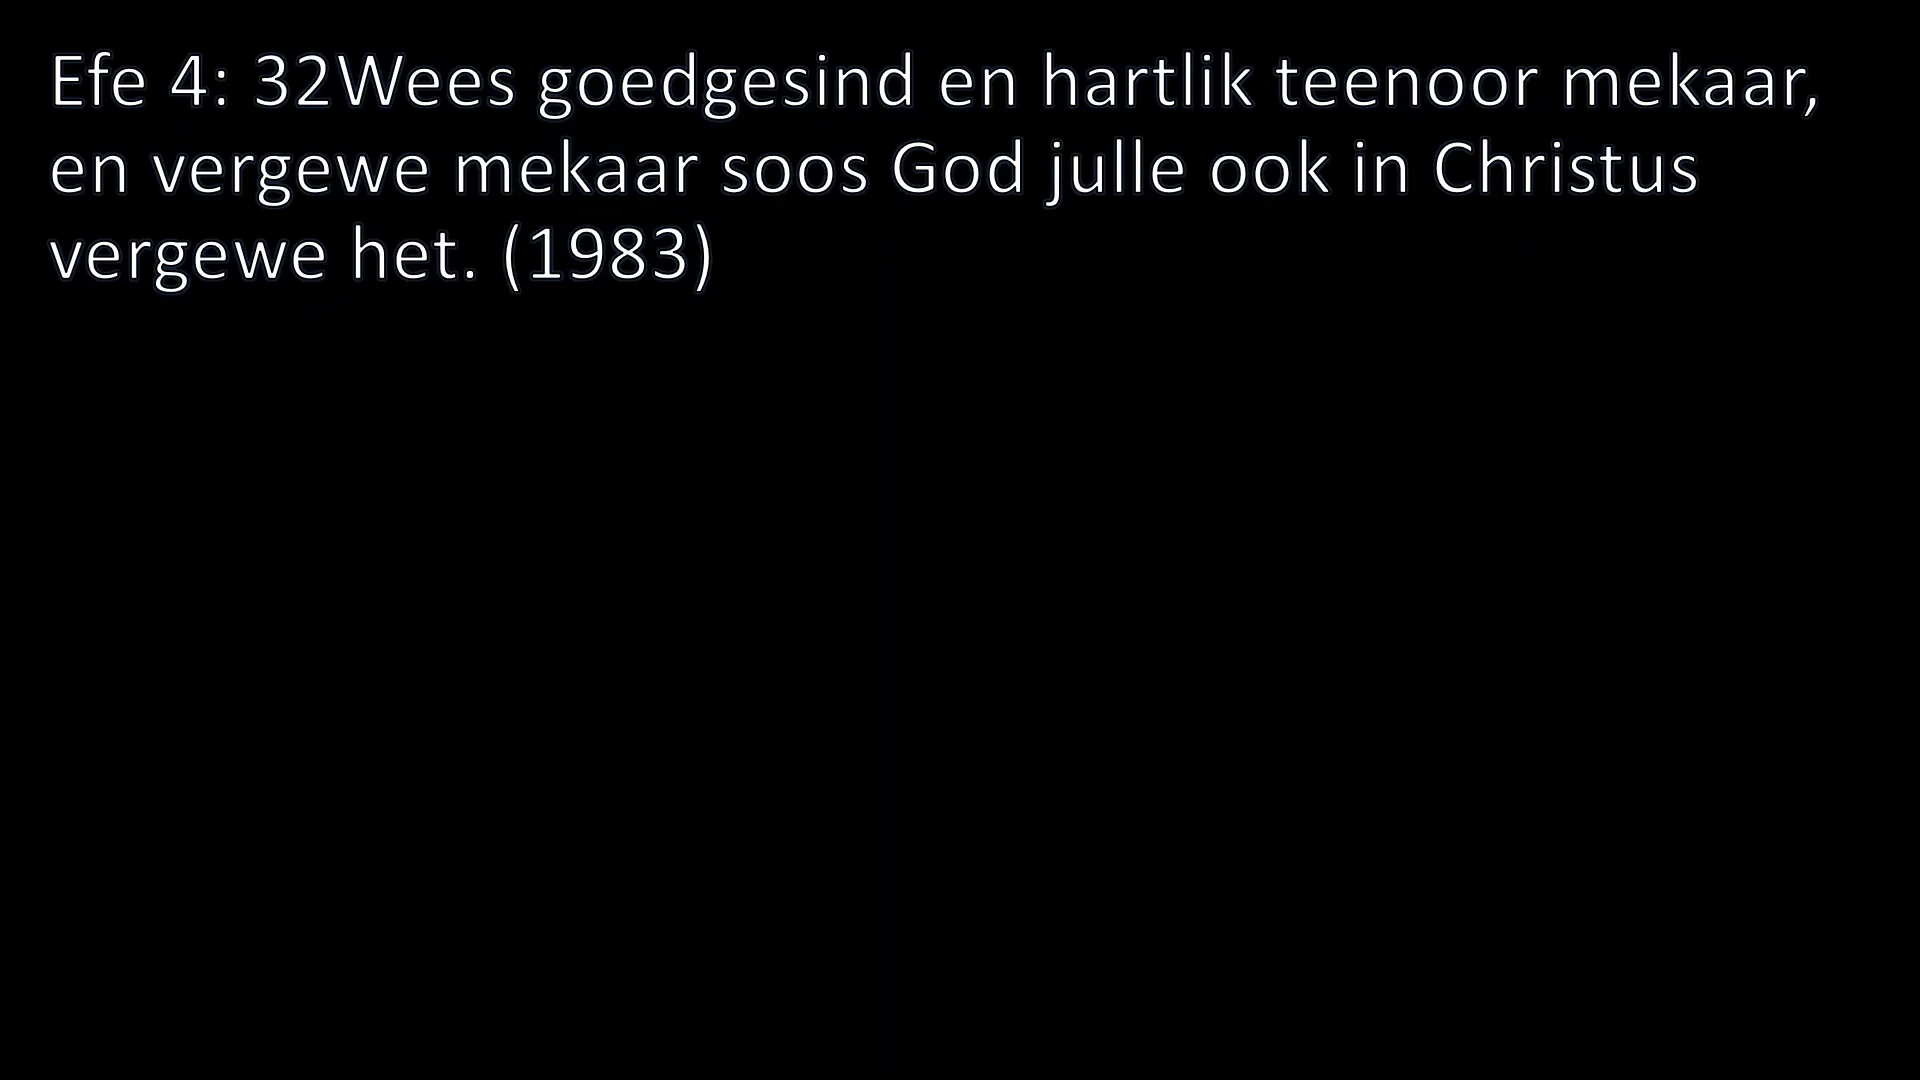 Efe 4: 32Wees goedgesind en hartlik teenoor mekaar,
en vergewe mekaar soos God julle ook in Christus
vergewe het. (1983)